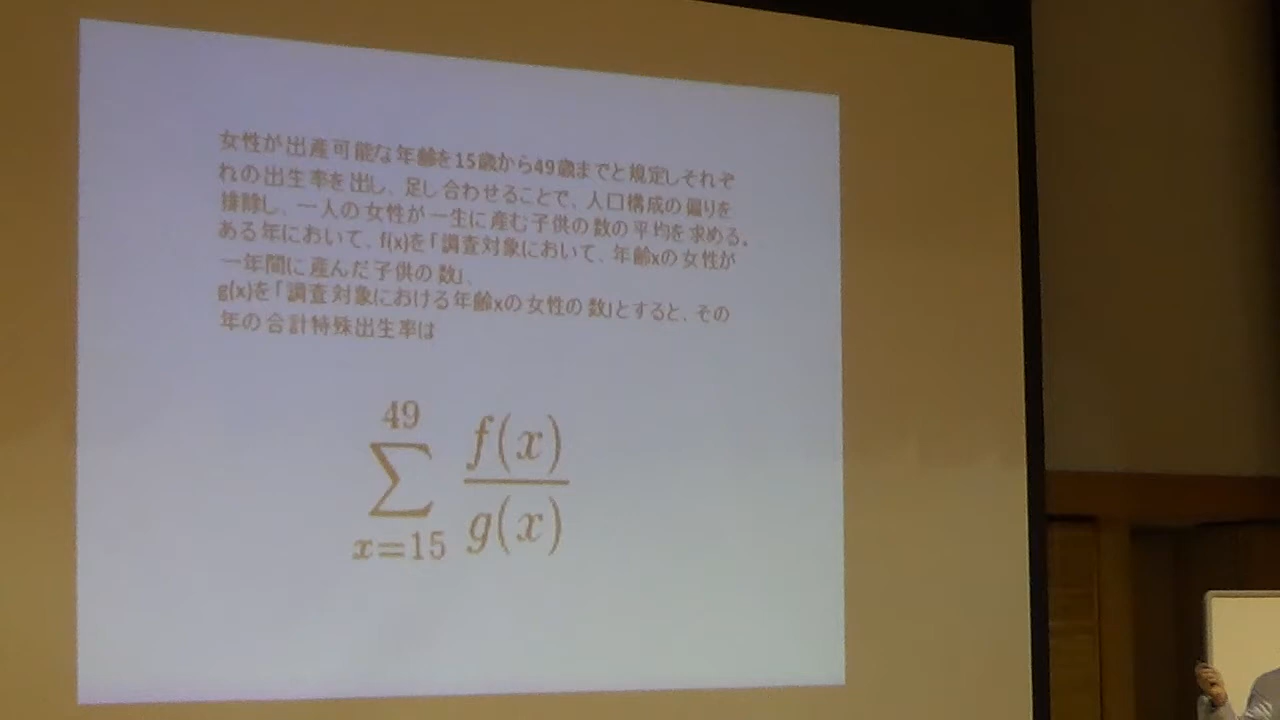 女性が出産可能な年齢を15歳から49歳までと規定しそれぞ
れの出生率を出し、足し合わせることで、人口構成の偏りを
排除し、一人の女性が一生に産む子供の数の平均を求める。
ある年において、f(x)を「調査対象において、年齢xの女性が
一年間に産んだ子供の数」、
g(x)を「調査対象における年齢xの女性の数」とすると、その
年の合計特殊出生率は
49
∑ f(x)
g(x)
x=15